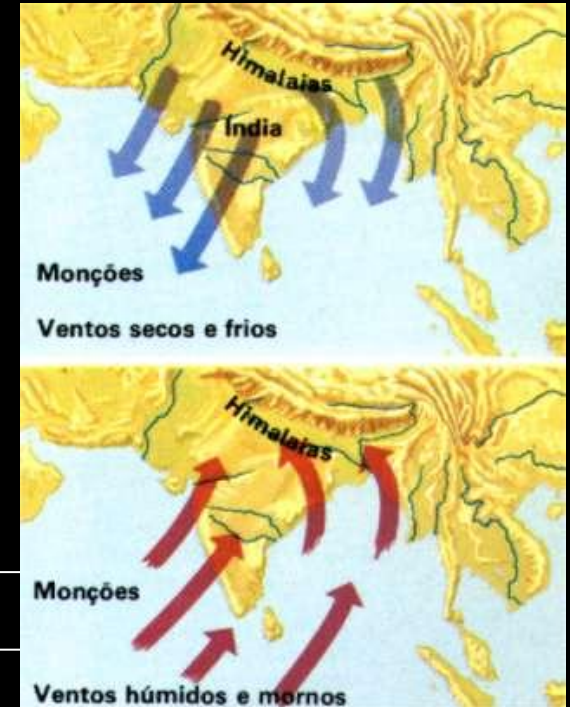 Himalaias
Índia
Monções
Ventos secos e frios
Himalaias
Monções
Ventos húmidos e mornos